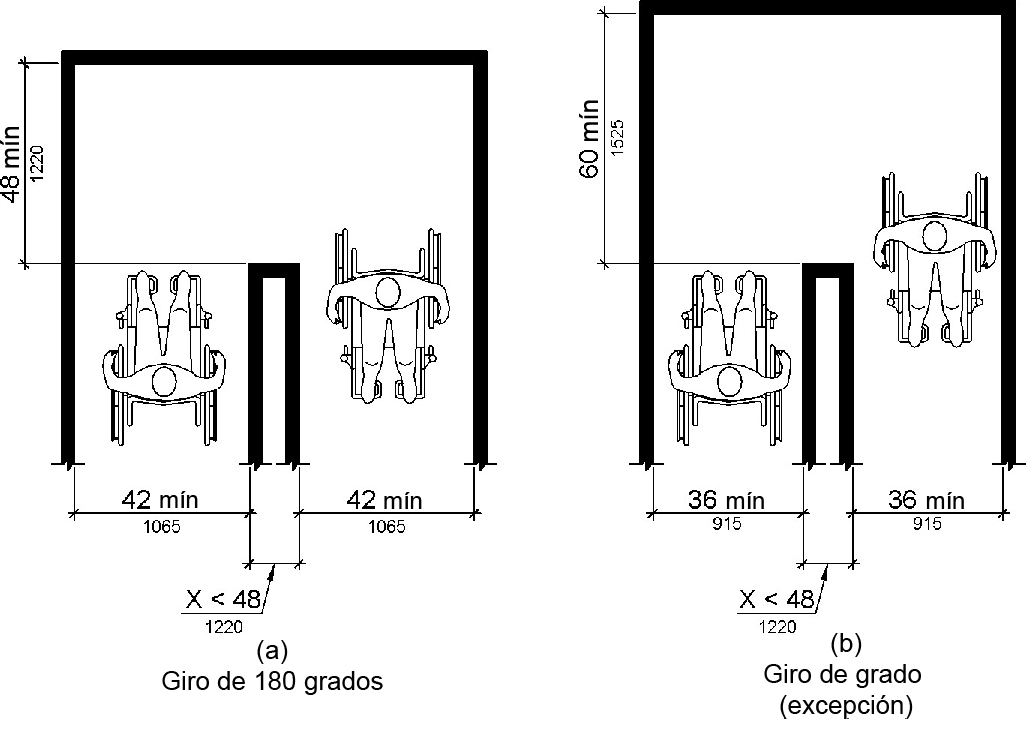 48 mín
1220
42 mín
1065
42 mín
1065
X < 48
1220
(a)
Giro de 180 grados
60 mín
1525
36 mín
915
36 mín
915
X < 48
1220
(b)
Giro de grado
(excepción)